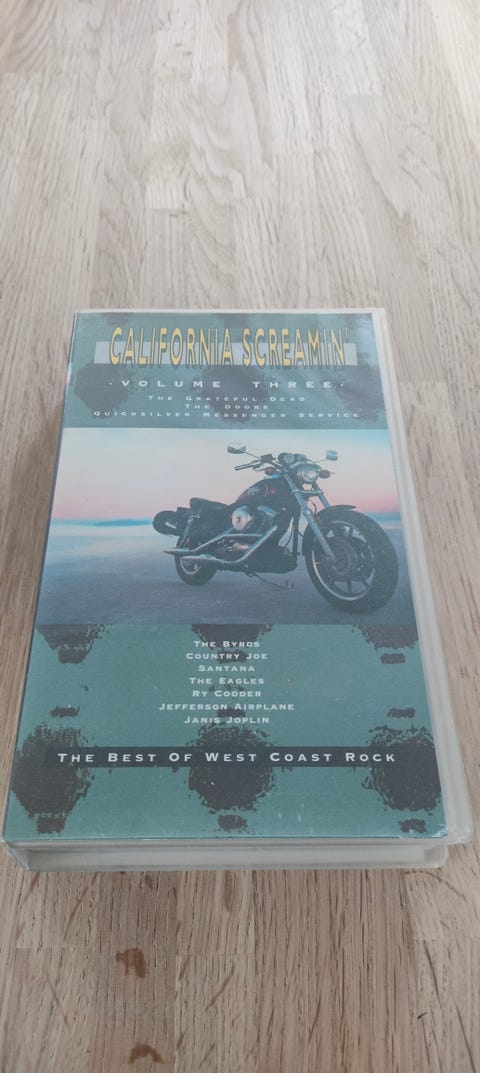 CALIFORNIA SCREAMIN'
· VOLUME THREE ·
THE GRATEFUL DEAD
THE DOORS
QUICKSILVER MESSENGER SERVICE
THE BYRDS
COUNTRY JOE
SANTANA
THE EAGLES
RY COODER
JEFFERSON AIRPLANE
JANIS JOPLIN
THE BEST OF WEST COAST ROCK